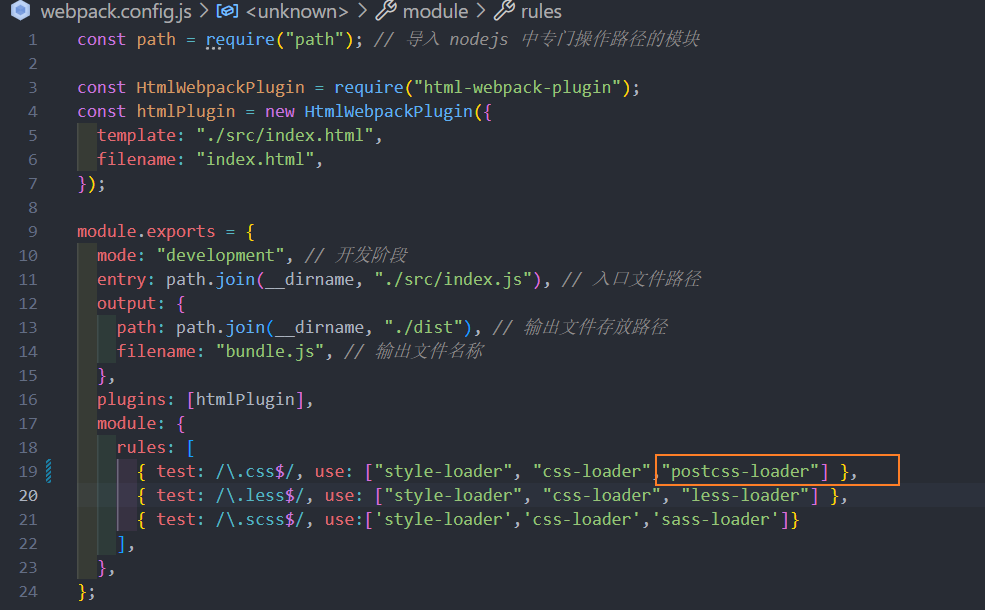 webpack.config.js > <unknown> > module > rules
1 const path = require("path"); // 导入 nodejs 中专门操作路径的模块
2
3 const HtmlWebpackPlugin = require("html-webpack-plugin");
4 const htmlPlugin = new HtmlWebpackPlugin({
5 template: "./src/index.html",
6 filename: "index.html",
7 });
8
9 module.exports = {
10 mode: "development", // 开发阶段
11 entry: path.join(__dirname, "./src/index.js"), // 入口文件路径
12 output: {
13 path: path.join(__dirname, "./dist"), // 输出文件存放路径
14 filename: "bundle.js", // 输出文件名称
15 },
16 plugins: [htmlPlugin],
17 module: {
18 rules: [
19 { test: /\.css$/, use: ["style-loader", "css-loader","postcss-loader"] },
20 { test: /\.less$/, use: ["style-loader", "css-loader", "less-loader"] },
21 { test: /\.scss$/, use:['style-loader','css-loader','sass-loader']}
22 ],
23 },
24 };